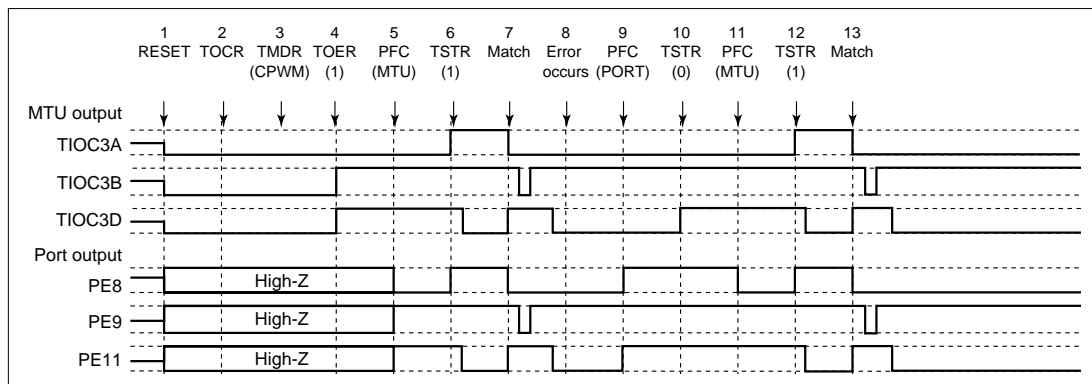 1 2 3 4 5 6 7 8 9 10 11 12 13
RESET TOCR TMDR TOER PFC TSTR Match Error PFC TSTR PFC TSTR Match
(CPWM) (1) (MTU) (1) occurs (PORT) (0) (MTU) (1)
MTU output
TIOC3A
TIOC3B
TIOC3D
Port output
PE8 High-Z
PE9 High-Z
PE11 High-Z